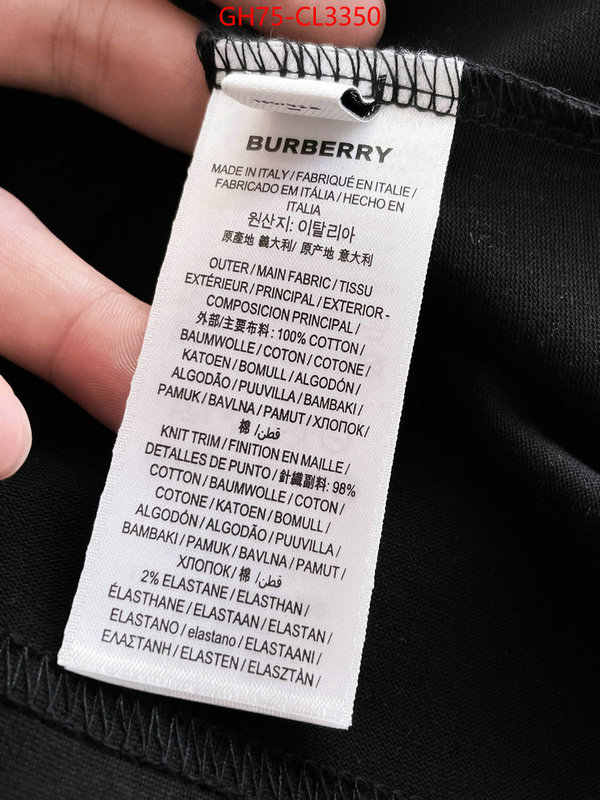 GH75-CL3350
BURBERRY
MADE IN ITALY / FABRIQUÉ EN ITALIE /
FABRICADO EM ITÁLIA / HECHO EN
ITALIA
원산지: 이탈리아
原產地 義大利/ 原产地 意大利
OUTER / MAIN FABRIC / TISSU
EXTÉRIEUR / PRINCIPAL / EXTERIOR -
COMPOSICION PRINCIPAL /
外部/主要布料: 100% COTTON /
BAUMWOLLE / COTON / COTONE /
KATOEN / BOMULL / ALGODÓN /
ALGODÃO / PUUVILLA / BAMBAKI /
PAMUK / BAVLNA / PAMUT / ХЛОПОК /
棉 / قطن/
KNIT TRIM / FINITION EN MAILLE /
DETALLES DE PUNTO / 針織副料: 98%
COTTON / BAUMWOLLE / COTON /
COTONE / KATOEN / BOMULL /
ALGODÓN / ALGODÃO / PUUVILLA /
BAMBAKI / PAMUK / BAVLNA / PAMUT /
ХЛОПОК / 棉 / قطن/
2% ELASTANE / ELASTHAN /
ÉLASTHANE / ELASTAAN / ELASTAN /
ELASTANO / elastano / ELASTAANI /
ΕΛΑΣΤΑΝΗ / ELASTEN / ELASZTÀN /